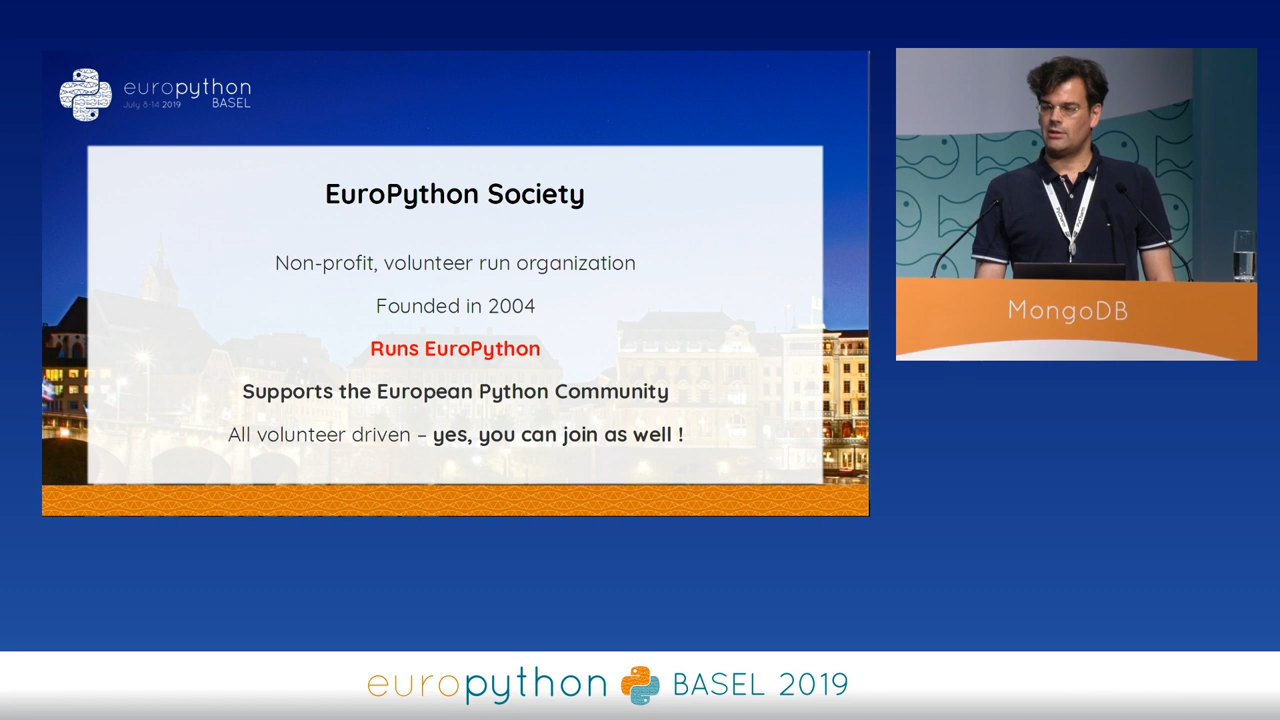 europython
July 8-14 2019 BASEL
EuroPython Society
Non-profit, volunteer run organization
Founded in 2004
Runs EuroPython
Supports the European Python Community
All volunteer driven – yes, you can join as well !
MongoDB
europython BASEL 2019